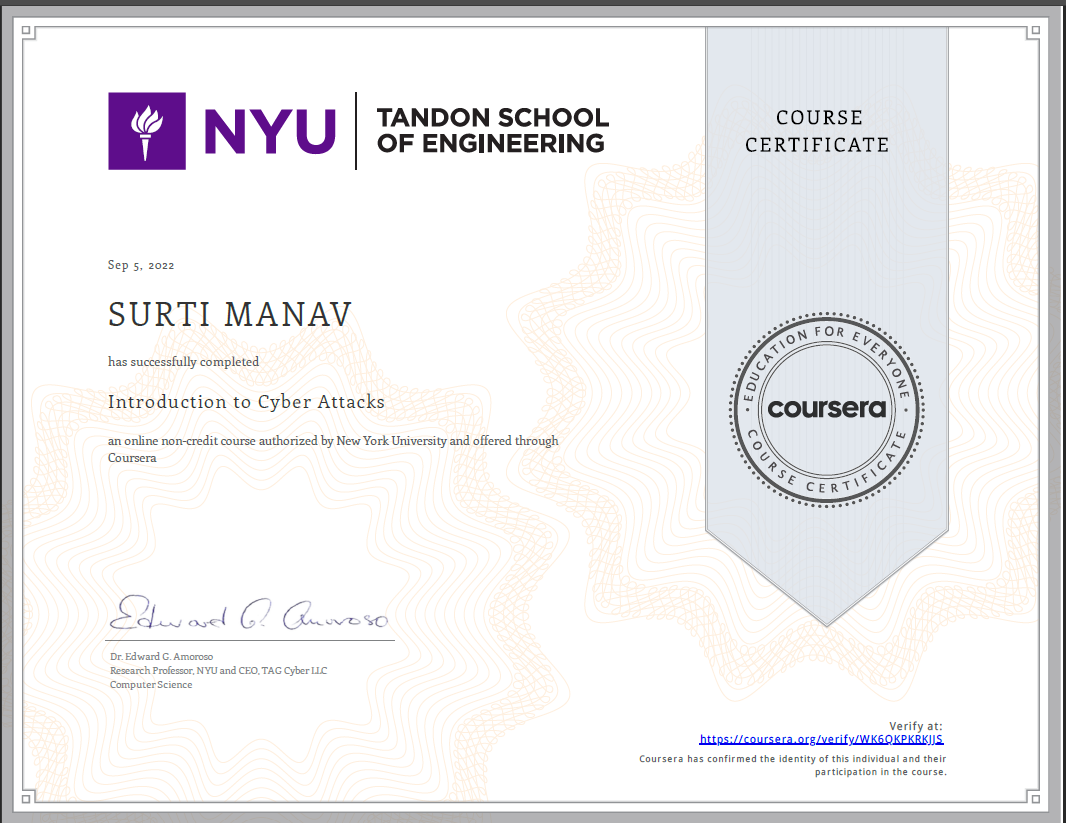 NYU
TANDON SCHOOL
OF ENGINEERING
COURSE
CERTIFICATE
Sep 5, 2022
SURTI MANAV
has successfully completed
Introduction to Cyber Attacks
an online non-credit course authorized by New York University and offered through
Coursera
EDUCATION FOR EVERYONE
coursera
COURSE CERTIFICATE
Edward G. Amoroso
Dr. Edward G. Amoroso
Research Professor, NYU and CEO, TAG Cyber LLC
Computer Science
Verify at:
https://coursera.org/verify/WK6QKPKRKJJS
Coursera has confirmed the identity of this individual and their
participation in the course.